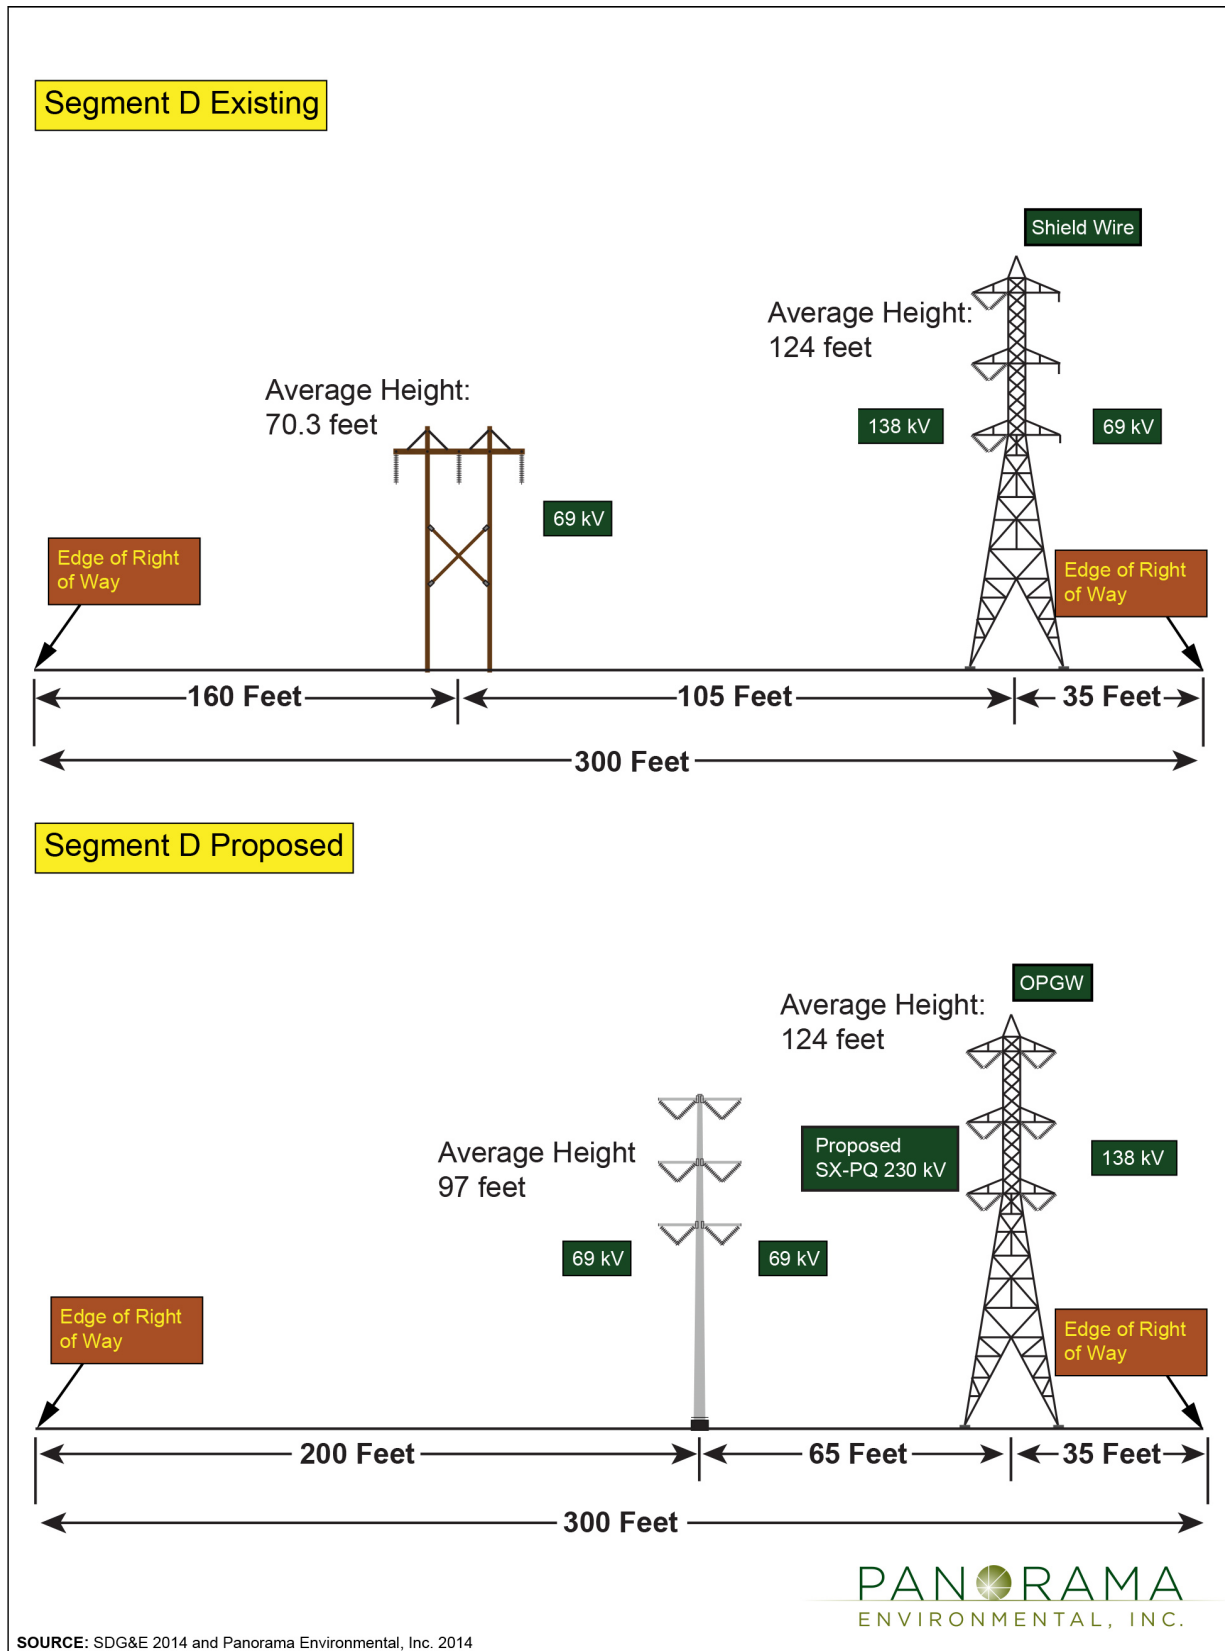 Segment D Existing
Shield Wire
Average Height:
124 feet
Average Height:
70.3 feet
138 kV
69 kV
69 kV
Edge of Right
of Way
Edge of Right
of Way
160 Feet
105 Feet
35 Feet
300 Feet
Segment D Proposed
OPGW
Average Height:
124 feet
Average Height
97 feet
Proposed
SX-PQ 230 kV
138 kV
69 kV
69 kV
Edge of Right
of Way
Edge of Right
of Way
200 Feet
65 Feet
35 Feet
300 Feet
PANORAMA
ENVIRONMENTAL, INC.
SOURCE: SDG&E 2014 and Panorama Environmental, Inc. 2014